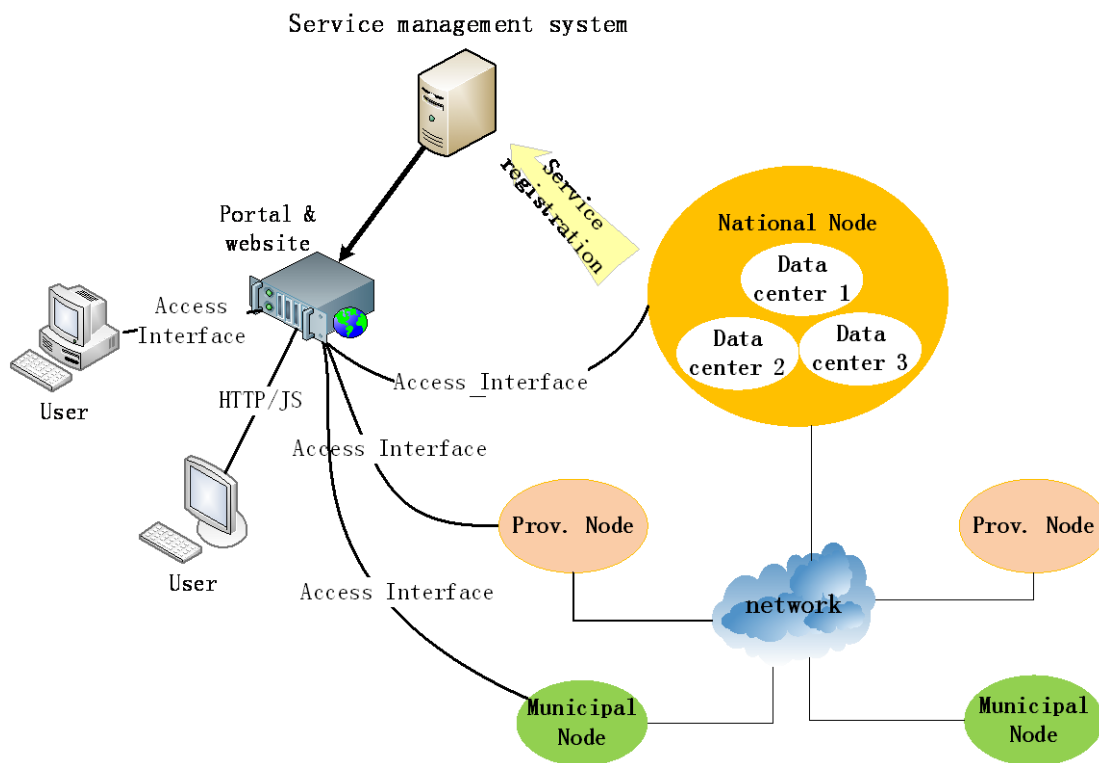 Service management system
Service
registration
Portal &
website
National Node
Data
center 1
Data
center 2
Data
center 3
Access
Interface
User
HTTP/JS
Access_Interface
Access Interface
Prov. Node
Prov. Node
User
Access Interface
network
Municipal
Node
Municipal
Node